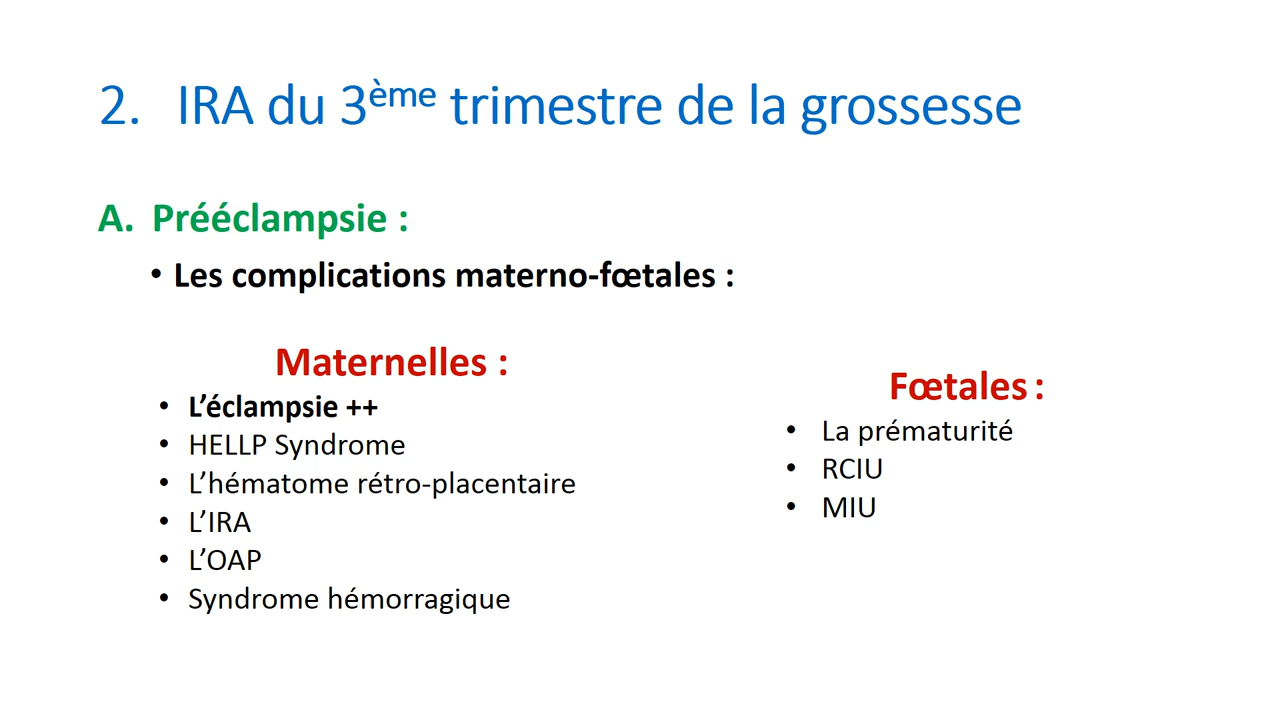 2. IRA du 3ème trimestre de la grossesse
A. Prééclampsie :
• Les complications materno-fœtales :
Maternelles :
• L’éclampsie ++
• HELLP Syndrome
• L’hématome rétro-placentaire
• L’IRA
• L’OAP
• Syndrome hémorragique
Fœtales :
• La prématurité
• RCIU
• MIU